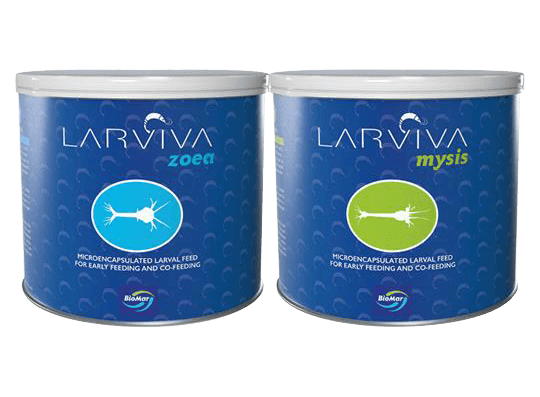 LARVIVA
zoea
MICROENCAPSULATED LARVAL FEED
FOR EARLY FEEDING AND CO-FEEDING
BioMar
LARVIVA
mysis
MICROENCAPSULATED LARVAL FEED
FOR EARLY FEEDING AND CO-FEEDING
BioMar